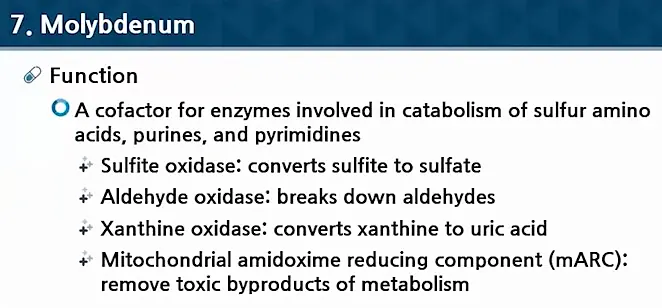 7. Molybdenum
Function
A cofactor for enzymes involved in catabolism of sulfur amino
acids, purines, and pyrimidines
Sulfite oxidase: converts sulfite to sulfate
Aldehyde oxidase: breaks down aldehydes
Xanthine oxidase: converts xanthine to uric acid
Mitochondrial amidoxime reducing component (mARC):
remove toxic byproducts of metabolism